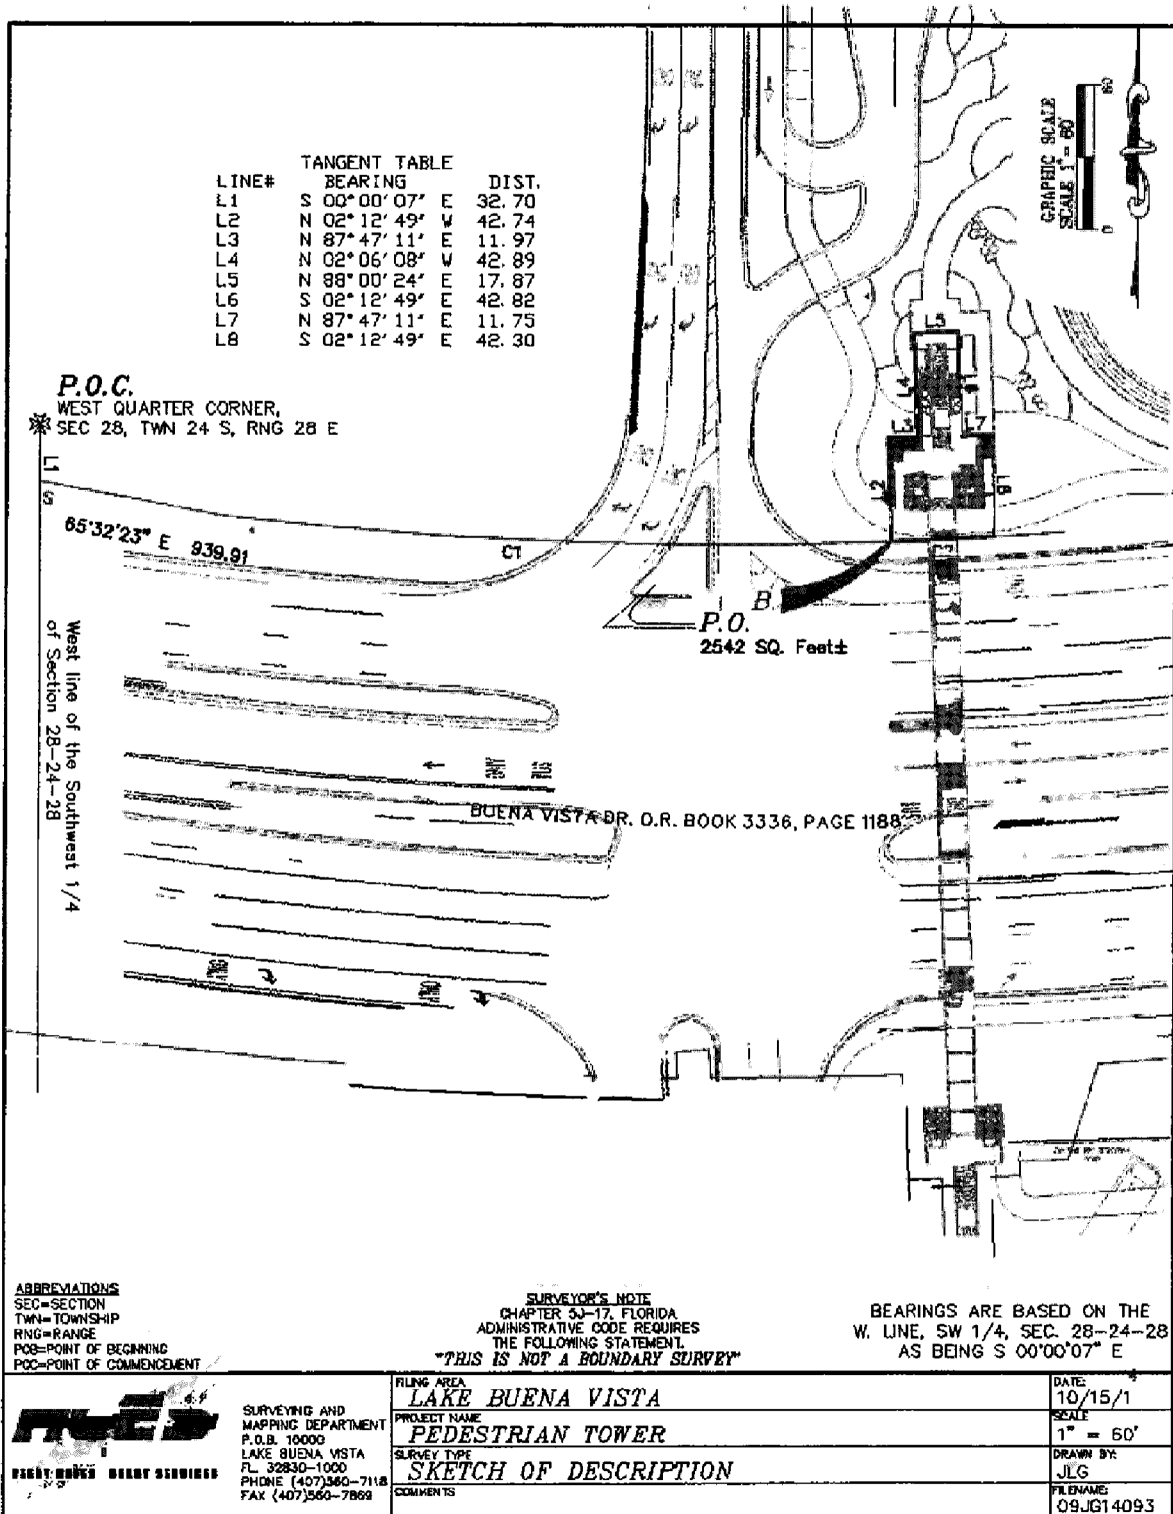 TANGENT TABLE
LINE# BEARING DIST.
L1 S 00°00'07" E 32.70
L2 N 02°12'49" W 42.74
L3 N 87°47'11" E 11.97
L4 N 02°06'08" W 42.89
L5 N 88°00'24" E 17.87
L6 S 02°12'49" E 42.82
L7 N 87°47'11" E 11.75
L8 S 02°12'49" E 42.30
GRAPHIC SCALE
SCALE 1" = 60'
0
60
P.O.C.
WEST QUARTER CORNER,
SEC 28, TWN 24 S, RNG 28 E
L1
S
65°32'23" E 939.91
C1
L5
L4
L3
L7
L2
L8
P.O.
B.
2542 SQ. Feet±
West line of the Southwest 1/4
of Section 28-24-28
BUENA VISTA DR. O.R. BOOK 3336, PAGE 1188
ABBREVIATIONS
SEC=SECTION
TWN=TOWNSHIP
RNG=RANGE
POB=POINT OF BEGINNING
POC=POINT OF COMMENCEMENT
SURVEYOR'S NOTE
CHAPTER 5J-17, FLORIDA
ADMINISTRATIVE CODE REQUIRES
THE FOLLOWING STATEMENT.
"THIS IS NOT A BOUNDARY SURVEY"
BEARINGS ARE BASED ON THE
W. LINE, SW 1/4, SEC. 28-24-28
AS BEING S 00°00'07" E
SURVEYING AND
MAPPING DEPARTMENT
P.O.B. 10000
LAKE BUENA VISTA
FL. 32830-1000
PHONE (407)560-7118
FAX (407)560-7869
FILING AREA
LAKE BUENA VISTA
PROJECT NAME
PEDESTRIAN TOWER
SURVEY TYPE
SKETCH OF DESCRIPTION
COMMENTS
DATE:
10/15/1
SCALE
1" = 60'
DRAWN BY:
JLG
FILENAME:
09JG14093